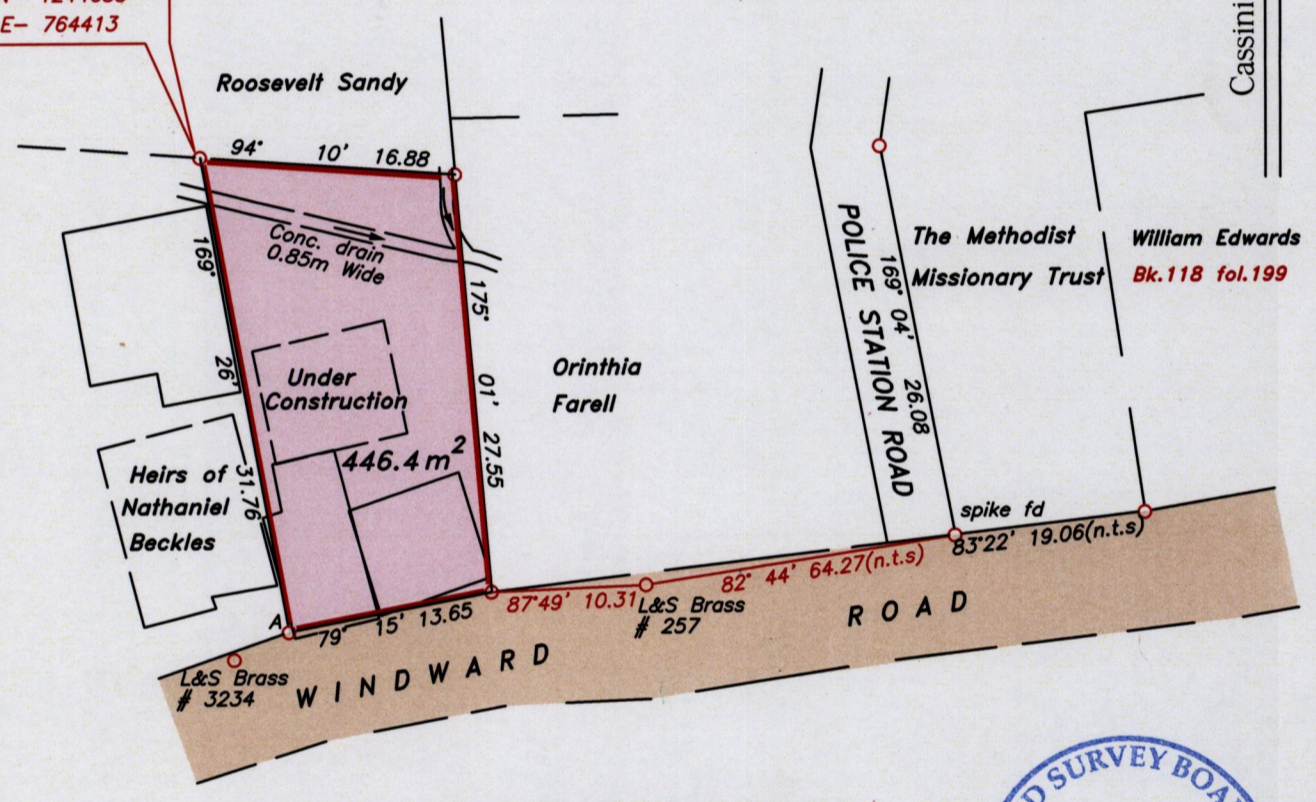 E- 764413
Cassini
Roosevelt Sandy
94° 10' 16.88
Conc. drain
0.85m Wide
169° 26' 31.76
175° 01' 27.55
Under
Construction
446.4 m²
Heirs of
Nathaniel
Beckles
Orinthia
Farell
POLICE STATION ROAD
169° 04' 26.08
The Methodist
Missionary Trust
William Edwards
Bk.118 fol.199
spike fd
83°22' 19.06(n.t.s)
82° 44' 64.27(n.t.s)
87°49' 10.31
L&S Brass
# 257
A
79° 15' 13.65
L&S Brass
# 3234
WINDWARD ROAD
SURVEY